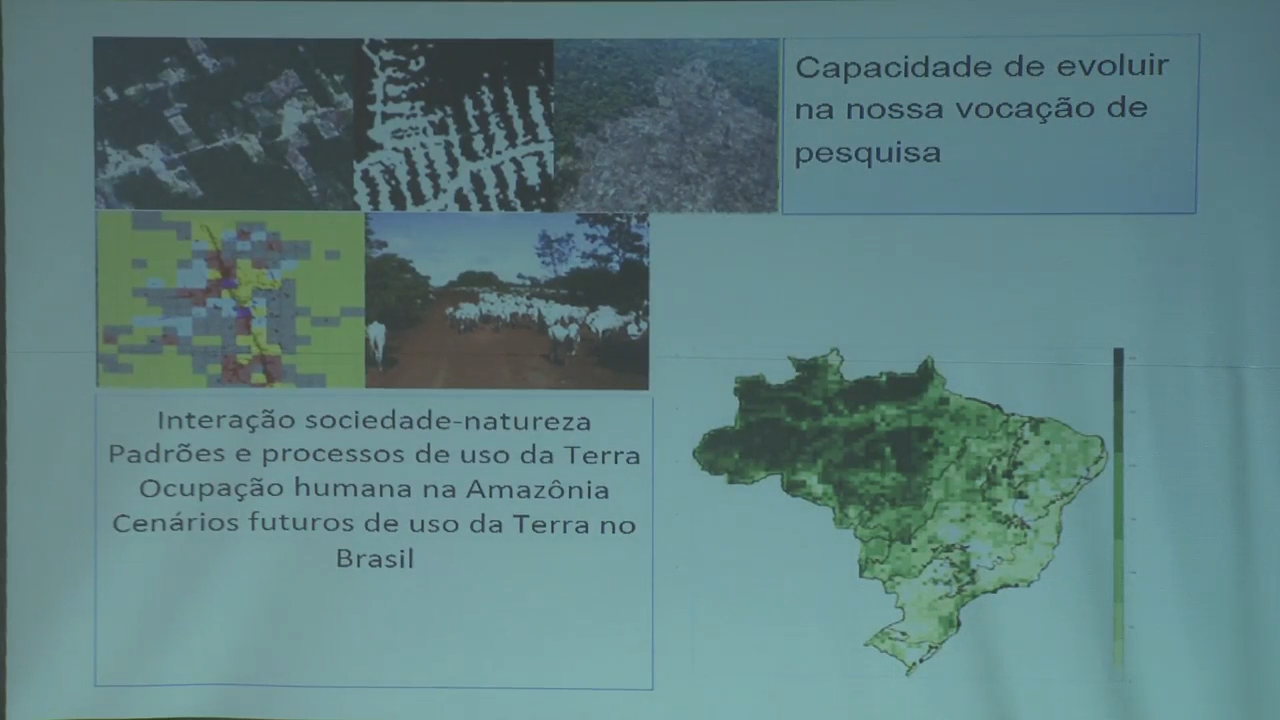 Capacidade de evoluir
na nossa vocação de
pesquisa
Interação sociedade-natureza
Padrões e processos de uso da Terra
Ocupação humana na Amazônia
Cenários futuros de uso da Terra no
Brasil